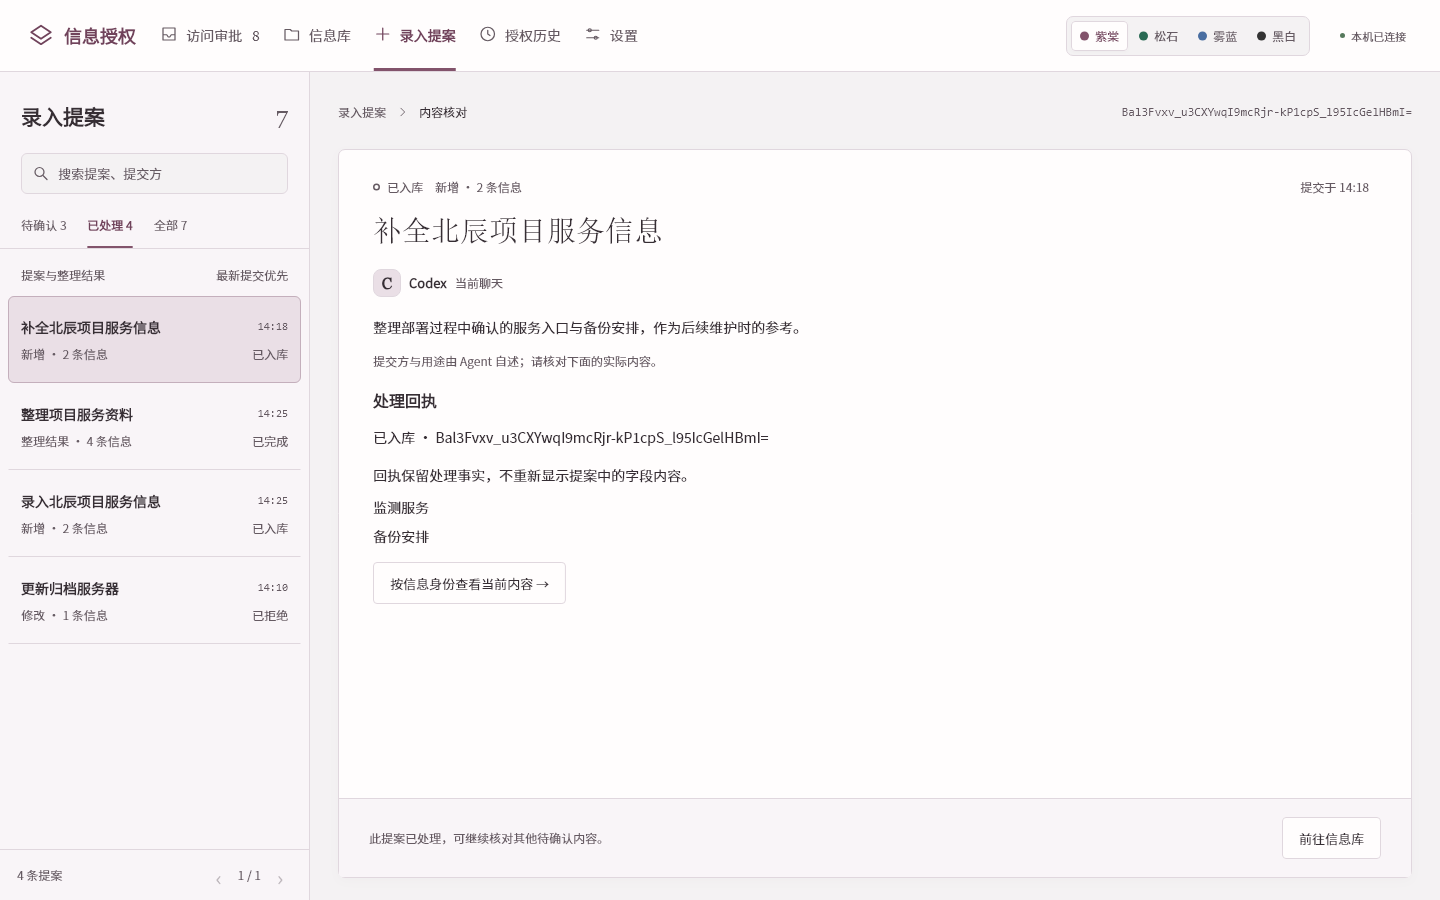 信息授权
访问审批 8
信息库
录入提案
授权历史
设置
紫棠
松石
雾蓝
黑白
本机已连接
录入提案 7
搜索提案、提交方
待确认 3
已处理 4
全部 7
提案与整理结果 最新提交优先
补全北辰项目服务信息 14:18
新增 · 2 条信息 已入库
整理项目服务资料 14:25
整理结果 · 4 条信息 已完成
录入北辰项目服务信息 14:25
新增 · 2 条信息 已入库
更新归档服务器 14:10
修改 · 1 条信息 已拒绝
4 条提案 ‹ 1 / 1 ›
录入提案 > 内容核对 Bal3Fvxv_u3CXYwqI9mcRjr-kP1cpS_l95IcGelHBmI=
已入库 新增 · 2 条信息 提交于 14:18
补全北辰项目服务信息
C Codex 当前聊天
整理部署过程中确认的服务入口与备份安排，作为后续维护时的参考。
提交方与用途由 Agent 自述；请核对下面的实际内容。
处理回执
已入库 · Bal3Fvxv_u3CXYwqI9mcRjr-kP1cpS_l95IcGelHBmI=
回执保留处理事实，不重新显示提案中的字段内容。
监测服务
备份安排
按信息身份查看当前内容 →
此提案已处理，可继续核对其他待确认内容。 前往信息库